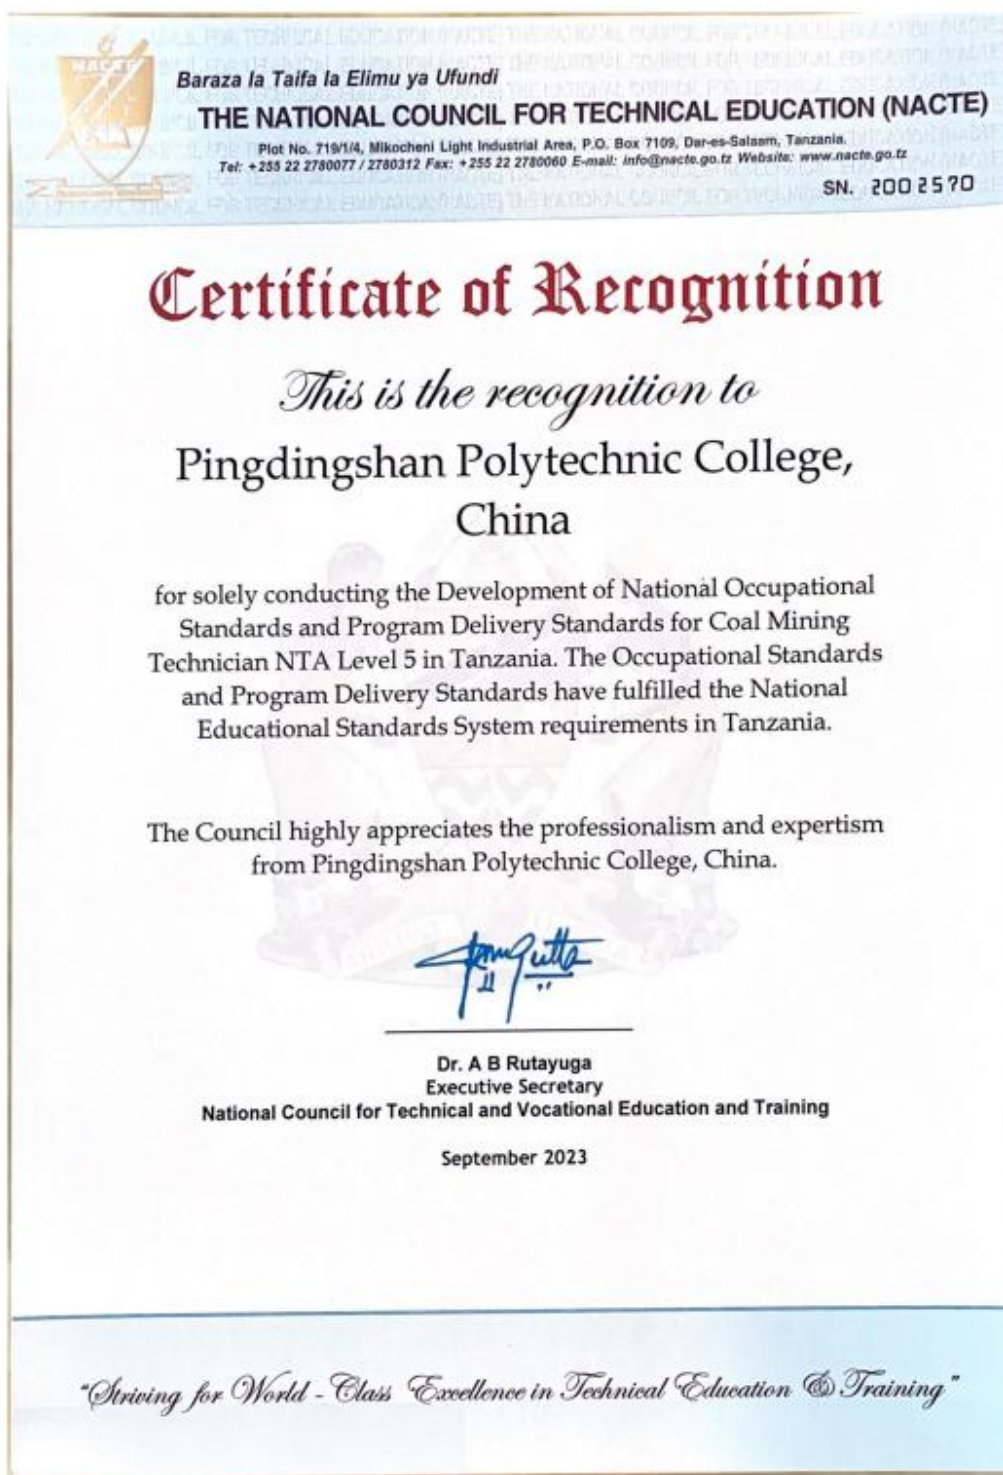 NACTE
Baraza la Taifa la Elimu ya Ufundi
THE NATIONAL COUNCIL FOR TECHNICAL EDUCATION (NACTE)
Plot No. 719/1/4, Mikocheni Light Industrial Area, P.O. Box 7109, Dar-es-Salaam, Tanzania.
Tel: +255 22 2780077 / 2780312 Fax: +255 22 2780060 E-mail: info@nacte.go.tz Website: www.nacte.go.tz
SN. 2002570
Certificate of Recognition
This is the recognition to
Pingdingshan Polytechnic College,
China
for solely conducting the Development of National Occupational
Standards and Program Delivery Standards for Coal Mining
Technician NTA Level 5 in Tanzania. The Occupational Standards
and Program Delivery Standards have fulfilled the National
Educational Standards System requirements in Tanzania.
The Council highly appreciates the professionalism and expertism
from Pingdingshan Polytechnic College, China.
Dr. A B Rutayuga
Executive Secretary
National Council for Technical and Vocational Education and Training
September 2023
"Striving for World - Class Excellence in Technical Education & Training"